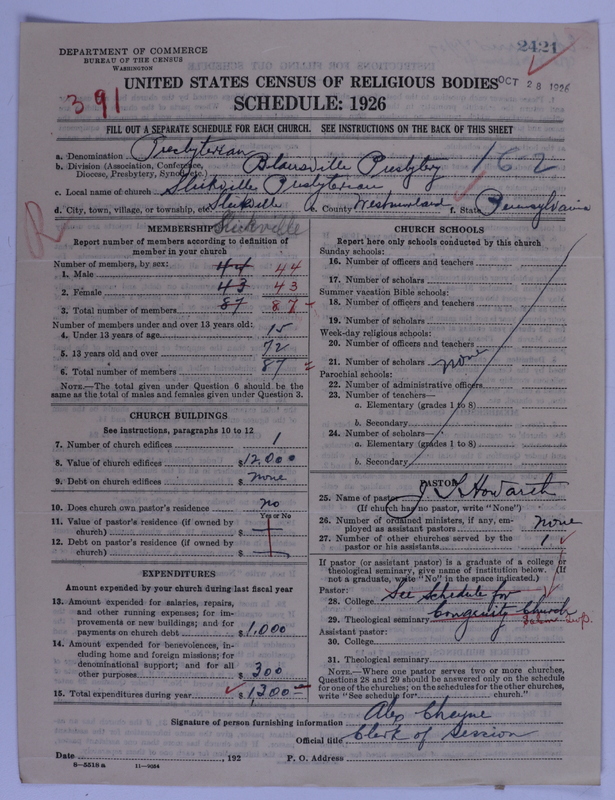 2421
DEPARTMENT OF COMMERCE
BUREAU OF THE CENSUS
WASHINGTON
OCT 28 1926
UNITED STATES CENSUS OF RELIGIOUS BODIES
391
SCHEDULE: 1926
FILL OUT A SEPARATE SCHEDULE FOR EACH CHURCH. SEE INSTRUCTIONS ON THE BACK OF THIS SHEET
a. Denomination Presbyterian
b. Division (Association, Conference, Diocese, Presbytery, Synod, etc.) Blairsville Presbytery 162
c. Local name of church Slickville Presbyterian
d. City, town, village, or township, etc. Slickville e. County Westmoreland f. State Pennsylvania
R
MEMBERSHIP Slickville
Report number of members according to definition of
member in your church
Number of members, by sex:
1. Male 44 44
2. Female 43 43
3. Total number of members 87 87
Number of members under and over 13 years old:
4. Under 13 years of age 15
5. 13 years old and over 72
6. Total number of members 87
NOTE.—The total given under Question 6 should be the
same as the total of males and females given under Question 3.
CHURCH BUILDINGS
See instructions, paragraphs 10 to 12
7. Number of church edifices 1
8. Value of church edifices $12,000
9. Debt on church edifices $ none
10. Does church own pastor's residence no
Yes or No
11. Value of pastor's residence (if owned by
church) $
12. Debt on pastor's residence (if owned by
church) $
EXPENDITURES
Amount expended by your church during last fiscal year
13. Amount expended for salaries, repairs,
and other running expenses; for im-
provements or new buildings; and for
payments on church debt $1,000
14. Amount expended for benevolences, in-
cluding home and foreign missions; for
denominational support; and for all
other purposes $300
15. Total expenditures during year $1,300
CHURCH SCHOOLS
Report here only schools conducted by this church
Sunday schools:
16. Number of officers and teachers
17. Number of scholars
Summer vacation Bible schools:
18. Number of officers and teachers
19. Number of scholars
Week-day religious schools:
20. Number of officers and teachers
21. Number of scholars none
Parochial schools:
22. Number of administrative officers
23. Number of teachers—
a. Elementary (grades 1 to 8)
b. Secondary
24. Number of scholars—
a. Elementary (grades 1 to 8)
b. Secondary
PASTOR
25. Name of pastor J. S. Howarth
(If church has no pastor, write "None")
26. Number of ordained ministers, if any, em-
ployed as assistant pastors none
27. Number of other churches served by the
pastor or his assistants 1
If pastor (or assistant pastor) is a graduate of a college or
theological seminary, give name of institution below. (If
not a graduate, write "No" in the space indicated.)
Pastor:
28. College See Schedule for
29. Theological seminary Congruity Church
Assistant pastor:
30. College
31. Theological seminary
NOTE.—Where one pastor serves two or more churches,
Questions 28 and 29 should be answered only on the schedule
for one of the churches; on the schedules for the other churches,
write "See schedule for church."
Signature of person furnishing information Alex Cheyne
Official title Clerk of Session
Date , 192 P. O. Address
8—5518 a 11—9034